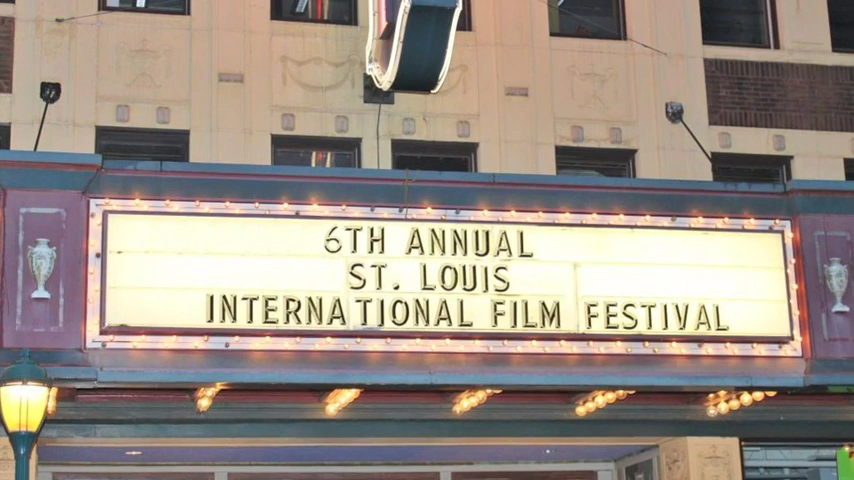 6TH ANNUAL
ST. LOUIS
INTERNATIONAL FILM FESTIVAL